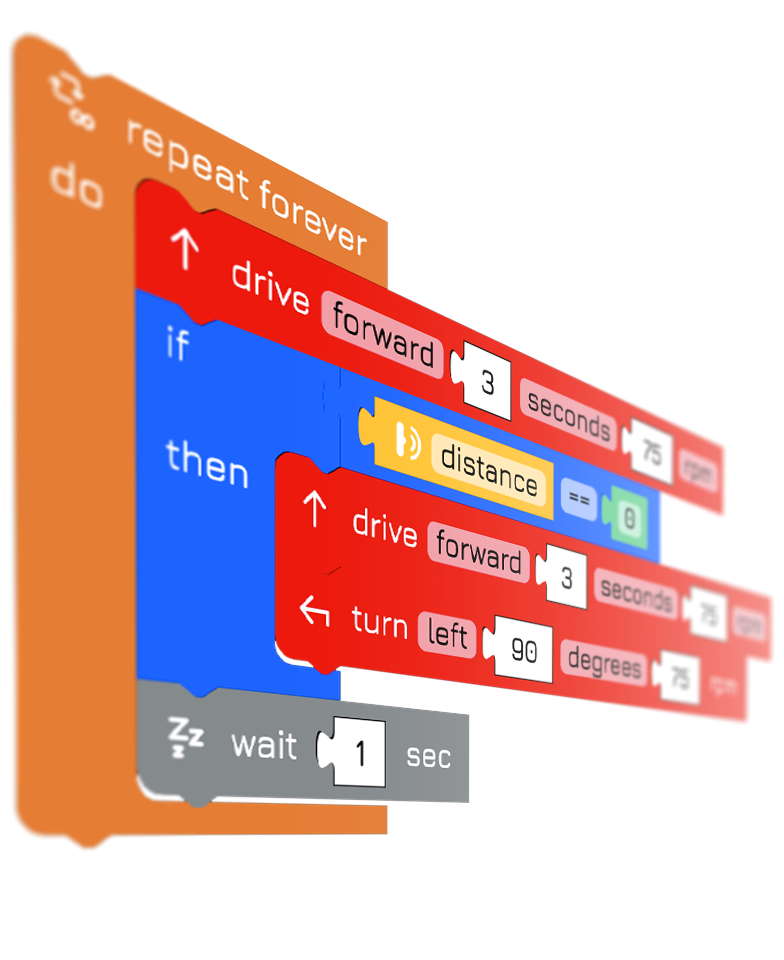 repeat forever
do
drive forward 3 seconds 75 rpm
if distance == 0
then
drive forward 3 seconds 75 rpm
turn left 90 degrees 75 rpm
Zzz wait 1 sec